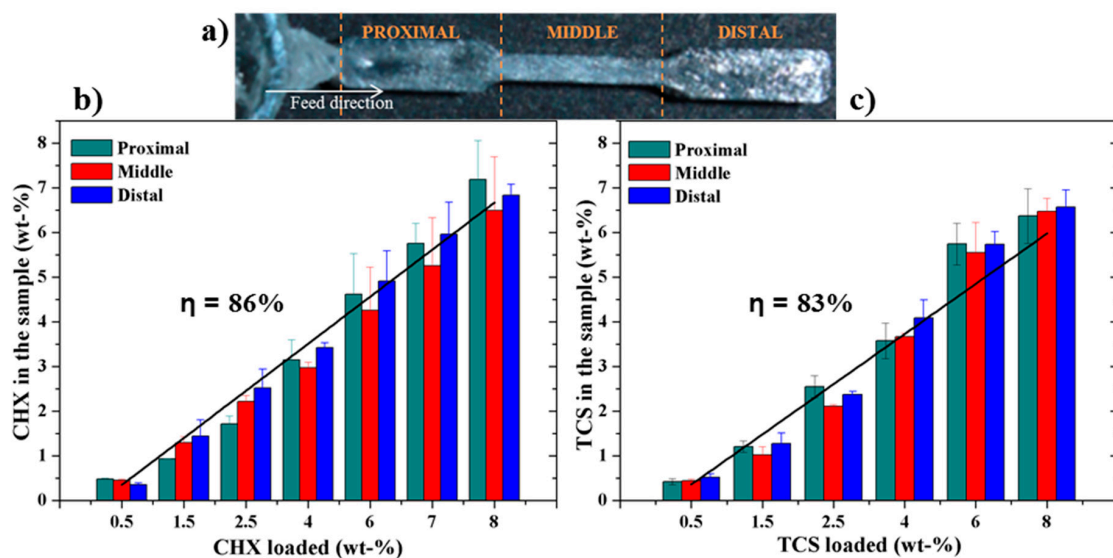 a)
PROXIMAL MIDDLE DISTAL
Feed direction
b)
8
7
6
5
4
3
2
1
0
CHX in the sample (wt-%)
Proximal
Middle
Distal
η = 86%
0.5 1.5 2.5 4 6 7 8
CHX loaded (wt-%)
c)
8
7
6
5
4
3
2
1
0
TCS in the sample (wt-%)
Proximal
Middle
Distal
η = 83%
0.5 1.5 2.5 4 6 8
TCS loaded (wt-%)